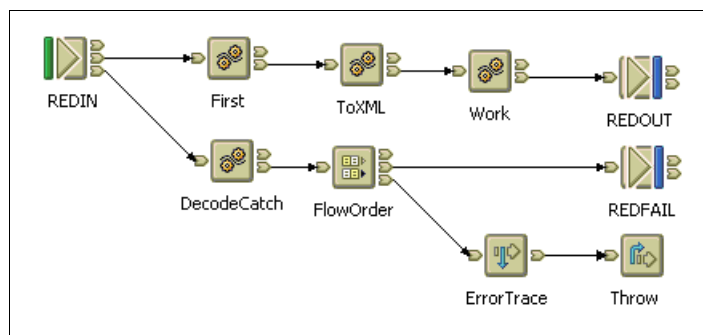 REDIN
First
ToXML
Work
REDOUT
DecodeCatch
FlowOrder
REDFAIL
ErrorTrace
Throw